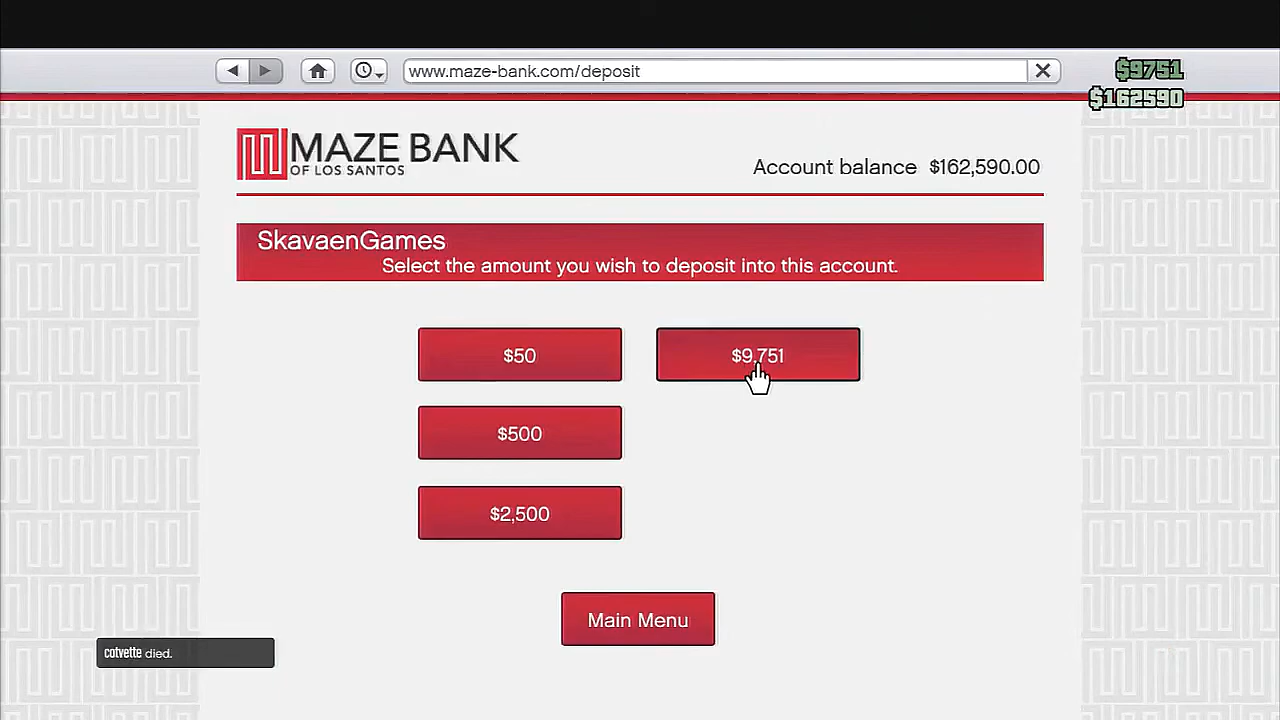 www.maze-bank.com/deposit
$9751
$162590
MAZE BANK
OF LOS SANTOS
Account balance $162,590.00
SkavaenGames
Select the amount you wish to deposit into this account.
$50
$9,751
$500
$2,500
Main Menu
cotvette died.